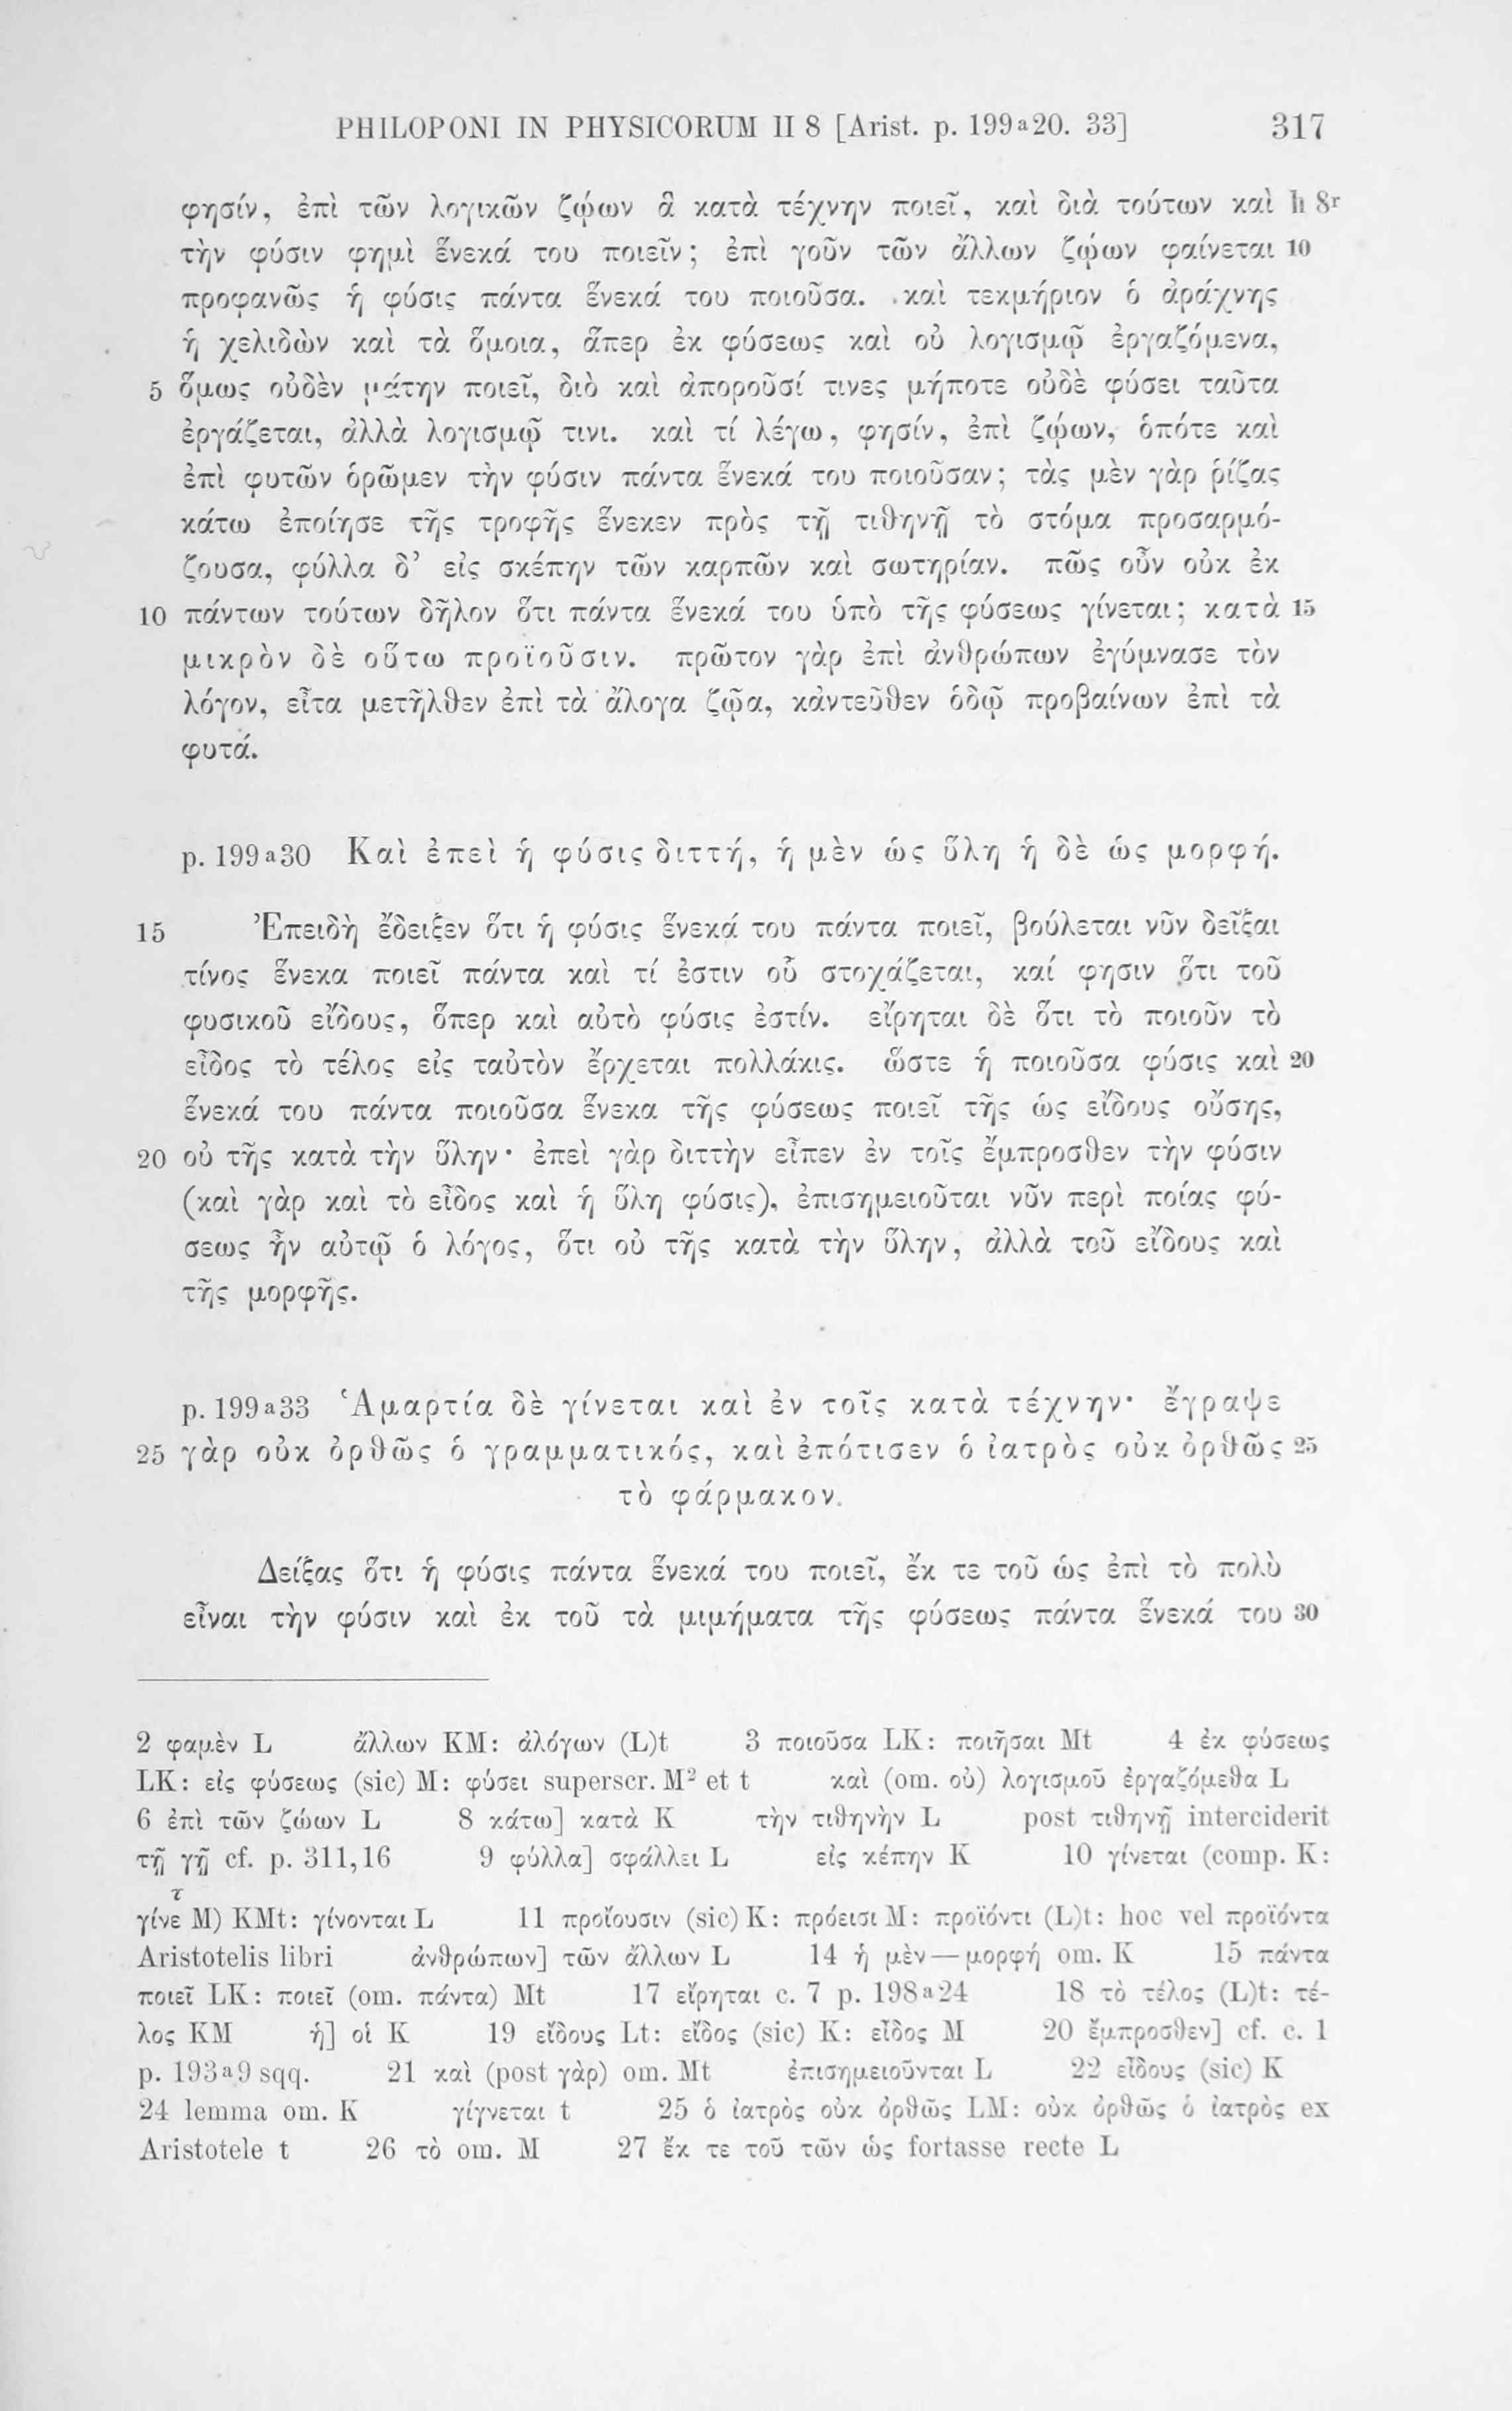 PHILOPONI IN PHYSICORUM II 8 [Arist. p. 199ᵃ20. 33] 317
φησίν, ἐπὶ τῶν λογικῶν ζῴων ἃ κατὰ τέχνην ποιεῖ, καὶ διὰ τούτων καὶ h 8ʳ
τὴν φύσιν φημὶ ἕνεκά του ποιεῖν; ἐπὶ γοῦν τῶν ἄλλων ζῴων φαίνεται 10
προφανῶς ἡ φύσις πάντα ἕνεκά του ποιοῦσα. καὶ τεκμήριον ὁ ἀράχνης
ἡ χελιδὼν καὶ τὰ ὅμοια, ἅπερ ἐκ φύσεως καὶ οὐ λογισμῷ ἐργαζόμενα,
5 ὅμως οὐδὲν μάτην ποιεῖ, διὸ καὶ ἀποροῦσί τινες μήποτε οὐδὲ φύσει ταῦτα
ἐργάζεται, ἀλλὰ λογισμῷ τινι. καὶ τί λέγω, φησίν, ἐπὶ ζῴων, ὁπότε καὶ
ἐπὶ φυτῶν ὁρῶμεν τὴν φύσιν πάντα ἕνεκά του ποιοῦσαν; τὰς μὲν γὰρ ῥίζας
κάτω ἐποίησε τῆς τροφῆς ἕνεκεν πρὸς τῇ τιθηνῇ τὸ στόμα προσαρμό-
ζουσα, φύλλα δ’ εἰς σκέπην τῶν καρπῶν καὶ σωτηρίαν. πῶς οὖν οὐκ ἐκ
10 πάντων τούτων δῆλον ὅτι πάντα ἕνεκά του ὑπὸ τῆς φύσεως γίνεται; κατὰ 15
μικρὸν δὲ οὕτω προϊοῦσιν. πρῶτον γὰρ ἐπὶ ἀνθρώπων ἐγύμνασε τὸν
λόγον, εἶτα μετῆλθεν ἐπὶ τὰ ἄλογα ζῷα, κἀντεῦθεν ὁδῷ προβαίνων ἐπὶ τὰ
φυτά.
p. 199ᵃ30 Καὶ ἐπεὶ ἡ φύσις διττή, ἡ μὲν ὡς ὕλη ἡ δὲ ὡς μορφή.
15 Ἐπειδὴ ἔδειξεν ὅτι ἡ φύσις ἕνεκά του πάντα ποιεῖ, βούλεται νῦν δεῖξαι
τίνος ἕνεκα ποιεῖ πάντα καὶ τί ἐστιν οὗ στοχάζεται, καί φησιν ὅτι τοῦ
φυσικοῦ εἴδους, ὅπερ καὶ αὐτὸ φύσις ἐστίν. εἴρηται δὲ ὅτι τὸ ποιοῦν τὸ
εἶδος τὸ τέλος εἰς ταὐτὸν ἔρχεται πολλάκις. ὥστε ἡ ποιοῦσα φύσις καὶ 20
ἕνεκά του πάντα ποιοῦσα ἕνεκα τῆς φύσεως ποιεῖ τῆς ὡς εἴδους οὔσης,
20 οὐ τῆς κατὰ τὴν ὕλην· ἐπεὶ γὰρ διττὴν εἶπεν ἐν τοῖς ἔμπροσθεν τὴν φύσιν
(καὶ γὰρ καὶ τὸ εἶδος καὶ ἡ ὕλη φύσις), ἐπισημειοῦται νῦν περὶ ποίας φύ-
σεως ἦν αὐτῷ ὁ λόγος, ὅτι οὐ τῆς κατὰ τὴν ὕλην, ἀλλὰ τοῦ εἴδους καὶ
τῆς μορφῆς.
p. 199ᵃ33 Ἁμαρτία δὲ γίνεται καὶ ἐν τοῖς κατὰ τέχνην· ἔγραψε
25 γὰρ οὐκ ὀρθῶς ὁ γραμματικός, καὶ ἐπότισεν ὁ ἰατρὸς οὐκ ὀρθῶς 25
τὸ φάρμακον.
Δείξας ὅτι ἡ φύσις πάντα ἕνεκά του ποιεῖ, ἔκ τε τοῦ ὡς ἐπὶ τὸ πολὺ
εἶναι τὴν φύσιν καὶ ἐκ τοῦ τὰ μιμήματα τῆς φύσεως πάντα ἕνεκά του 30
2 φαμὲν L ἄλλων KM: ἀλόγων (L)t 3 ποιοῦσα LK: ποιῆσαι Mt 4 ἐκ φύσεως
LK: εἰς φύσεως (sic) M: φύσει superscr. M² et t καὶ (om. οὐ) λογισμοῦ ἐργαζόμεθα L
6 ἐπὶ τῶν ζώων L 8 κάτω] κατὰ K τὴν τιθηνὴν L post τιθηνῇ interciderit
τῇ γῇ cf. p. 311,16 9 φύλλα] σφάλλει L εἰς κέπην K 10 γίνεται (comp. K:
γίνεͭ M) KMt: γίνονται L 11 προΐουσιν (sic) K: πρόεισι M: προϊόντι (L)t: hoc vel προϊόντα
Aristotelis libri ἀνθρώπων] τῶν ἄλλων L 14 ἡ μὲν — μορφή om. K 15 πάντα
ποιεῖ LK: ποιεῖ (om. πάντα) Mt 17 εἴρηται c. 7 p. 198ᵃ24 18 τὸ τέλος (L)t: τέ-
λος KM ἡ] οἱ K 19 εἴδους Lt: εἴδος (sic) K: εἶδος M 20 ἔμπροσθεν] cf. c. 1
p. 193ᵃ9 sqq. 21 καὶ (post γὰρ) om. Mt ἐπισημειοῦνται L 22 εἶδους (sic) K
24 lemma om. K γίγνεται t 25 ὁ ἰατρὸς οὐκ ὀρθῶς LM: οὐκ ὀρθῶς ὁ ἰατρὸς ex
Aristotele t 26 τὸ om. M 27 ἔκ τε τοῦ τῶν ὡς fortasse recte L